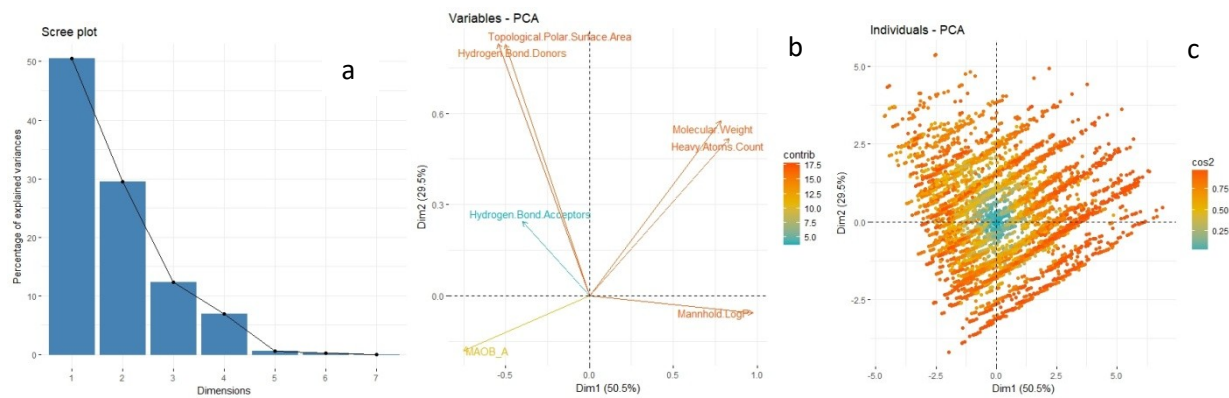 Scree plot
a
Percentage of explained variances
50
40
30
20
10
0
1 2 3 4 5 6 7
Dimensions
Variables - PCA
b
Topological.Polar.Surface.Area
Hydrogen.Bond.Donors
Molecular.Weight
Heavy.Atoms.Count
Hydrogen.Bond.Acceptors
Mannhold.LogP
MAOB_A
Dim2 (29.5%)
0.6
0.3
0.0
-0.5 0.0 0.5 1.0
Dim1 (50.5%)
contrib
17.5
15.0
12.5
10.0
7.5
5.0
Individuals - PCA
c
Dim2 (29.5%)
5.0
2.5
0.0
-2.5
-5.0 -2.5 0.0 2.5 5.0
Dim1 (50.5%)
cos2
0.75
0.50
0.25